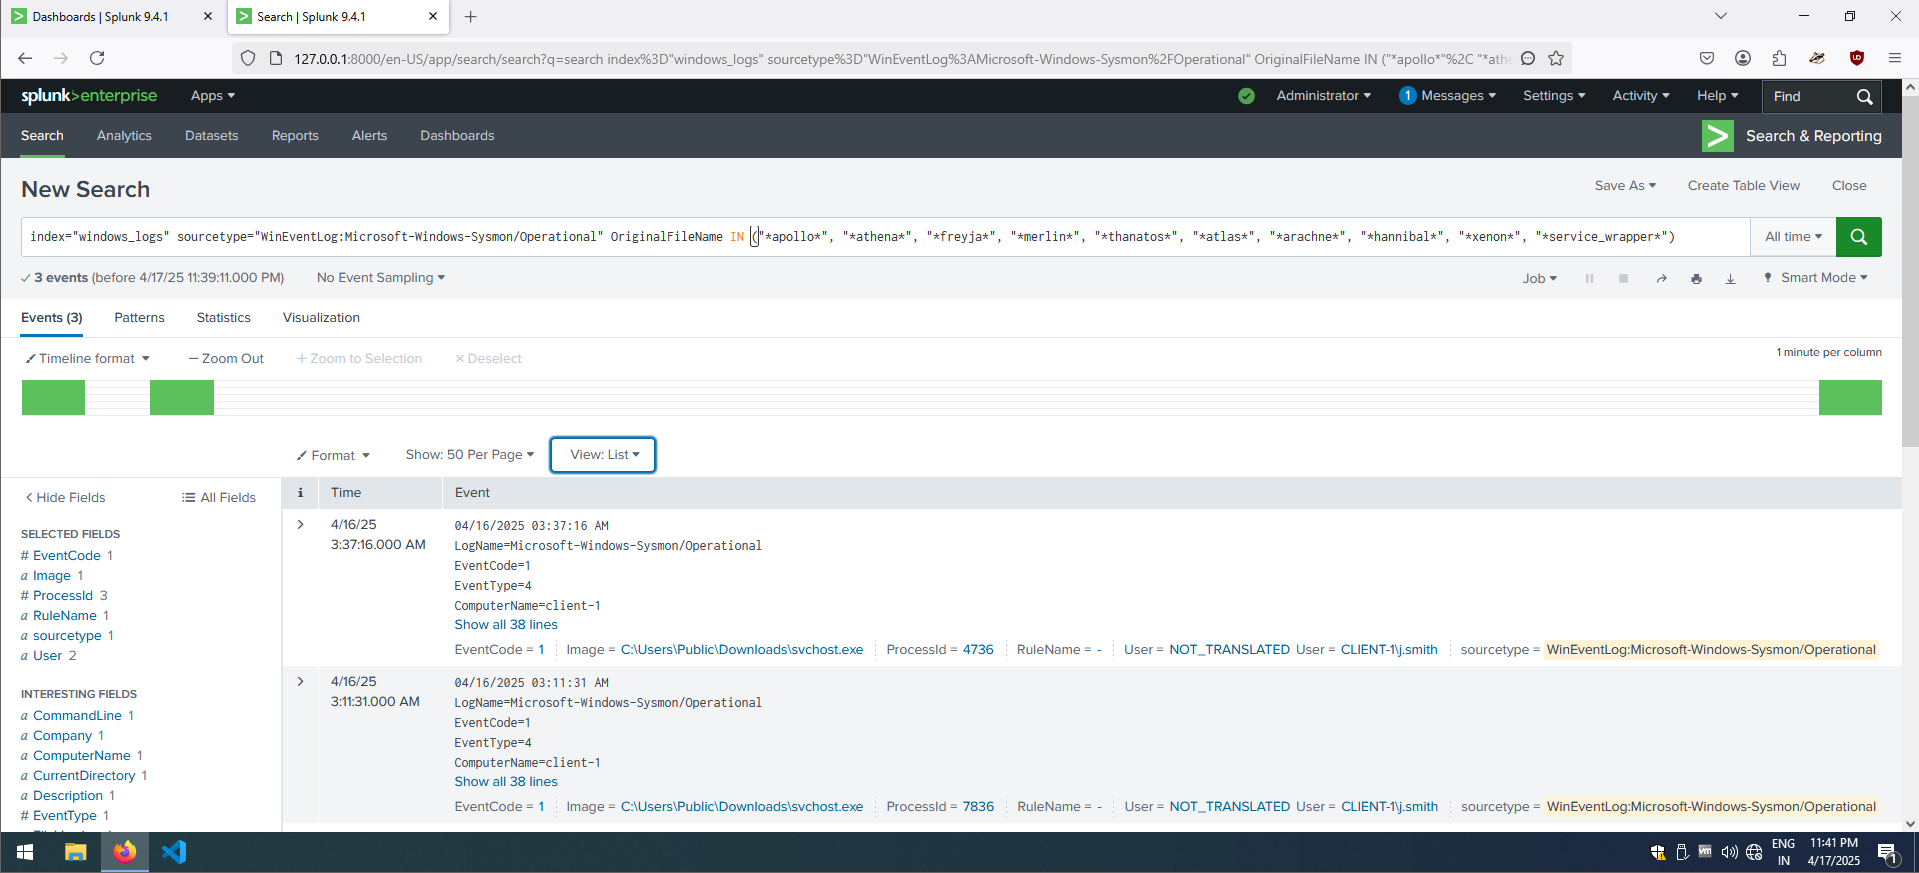 Dashboards | Splunk 9.4.1
Search | Splunk 9.4.1
127.0.0.1:8000/en-US/app/search/search?q=search index%3D"windows_logs" sourcetype%3D"WinEventLog%3AMicrosoft-Windows-Sysmon%2FOperational" OriginalFileName IN ("*apollo*"%2C "*athe
splunk>enterprise Apps Administrator 1 Messages Settings Activity Help Find
Search Analytics Datasets Reports Alerts Dashboards Search & Reporting
New Search Save As Create Table View Close
index="windows_logs" sourcetype="WinEventLog:Microsoft-Windows-Sysmon/Operational" OriginalFileName IN ("*apollo*", "*athena*", "*freyja*", "*merlin*", "*thanatos*", "*atlas*", "*arachne*", "*hannibal*", "*xenon*", "*service_wrapper*") All time
3 events (before 4/17/25 11:39:11.000 PM) No Event Sampling Job Smart Mode
Events (3) Patterns Statistics Visualization
Timeline format — Zoom Out + Zoom to Selection × Deselect 1 minute per column
Format Show: 50 Per Page View: List
Hide Fields All Fields
SELECTED FIELDS
# EventCode 1
a Image 1
# ProcessId 3
a RuleName 1
a sourcetype 1
a User 2
INTERESTING FIELDS
a CommandLine 1
a Company 1
a ComputerName 1
a CurrentDirectory 1
a Description 1
# EventType 1
i Time Event
4/16/25
3:37:16.000 AM
04/16/2025 03:37:16 AM
LogName=Microsoft-Windows-Sysmon/Operational
EventCode=1
EventType=4
ComputerName=client-1
Show all 38 lines
EventCode = 1 Image = C:\Users\Public\Downloads\svchost.exe ProcessId = 4736 RuleName = - User = NOT_TRANSLATED User = CLIENT-1\j.smith sourcetype = WinEventLog:Microsoft-Windows-Sysmon/Operational
4/16/25
3:11:31.000 AM
04/16/2025 03:11:31 AM
LogName=Microsoft-Windows-Sysmon/Operational
EventCode=1
EventType=4
ComputerName=client-1
Show all 38 lines
EventCode = 1 Image = C:\Users\Public\Downloads\svchost.exe ProcessId = 7836 RuleName = - User = NOT_TRANSLATED User = CLIENT-1\j.smith sourcetype = WinEventLog:Microsoft-Windows-Sysmon/Operational
ENG
IN
11:41 PM
4/17/2025
1